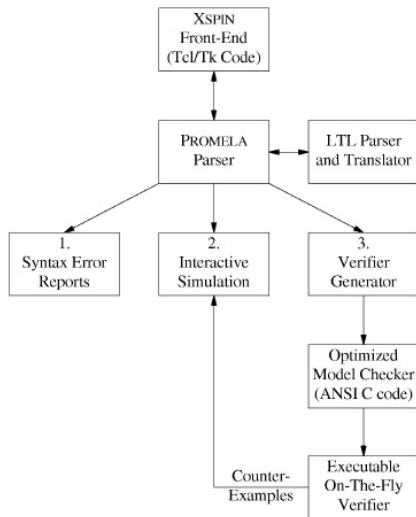 XSPIN
Front-End
(Tcl/Tk Code)
PROMELA
Parser
LTL Parser
and Translator
1.
Syntax Error
Reports
2.
Interactive
Simulation
3.
Verifier
Generator
Optimized
Model Checker
(ANSI C code)
Counter-
Examples
Executable
On-The-Fly
Verifier